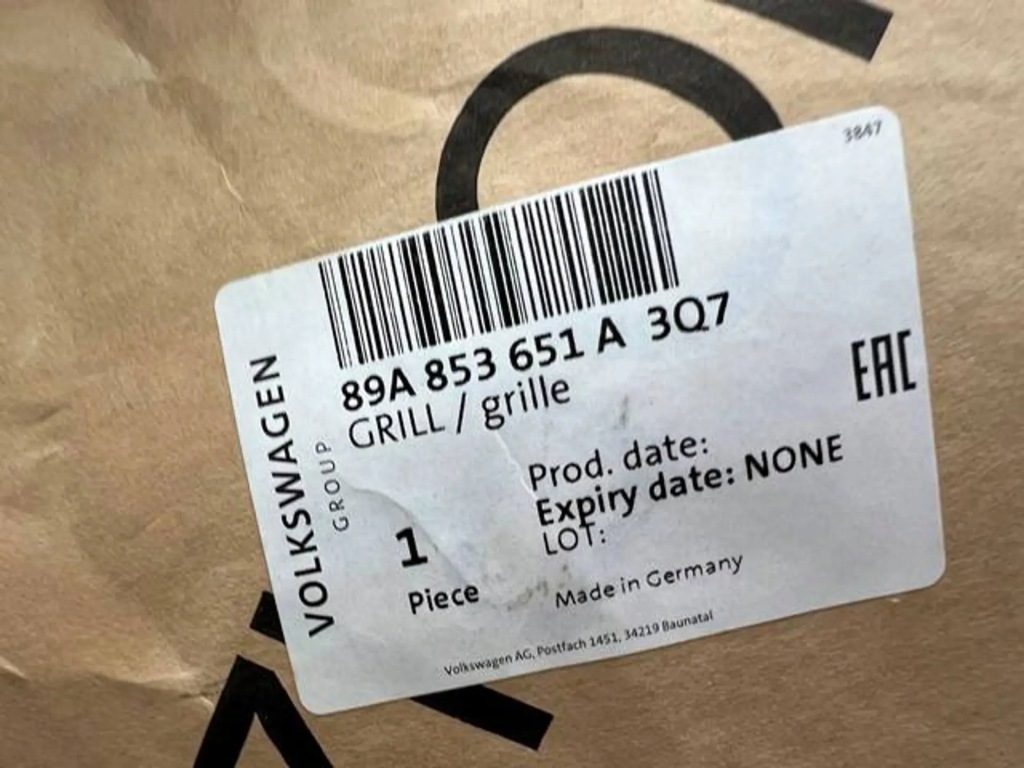 3847
89A 853 651 A 3Q7
GRILL / grille
EAC
VOLKSWAGEN
GROUP
Prod. date:
Expiry date: NONE
LOT:
1
Piece
Made in Germany
Volkswagen AG, Postfach 1451, 34219 Baunatal